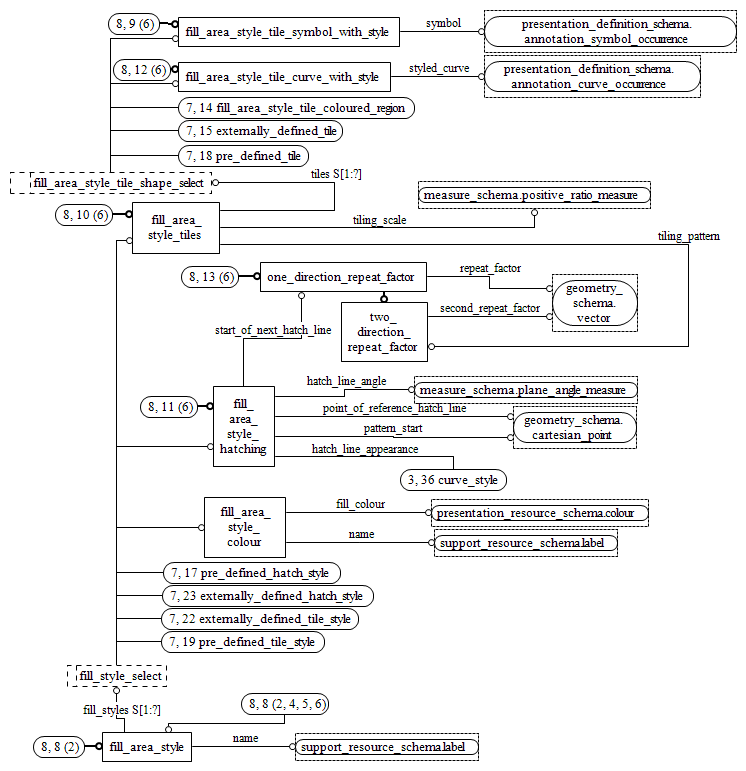 8, 9 (6)
fill_area_style_tile_symbol_with_style
symbol
presentation_definition_schema.
annotation_symbol_occurrence
8, 12 (6)
fill_area_style_tile_curve_with_style
styled_curve
presentation_definition_schema.
annotation_curve_occurrence
7, 14 fill_area_style_tile_coloured_region
7, 15 externally_defined_tile
7, 18 pre_defined_tile
fill_area_style_tile_shape_select
tiles S[1:?]
measure_schema.positive_ratio_measure
8, 10 (6)
fill_area_
style_tiles
tiling_scale
tiling_pattern
8, 13 (6)
one_direction_repeat_factor
repeat_factor
geometry_
schema.
vector
two_
direction_
repeat_factor
second_repeat_factor
start_of_next_hatch_line
8, 11 (6)
fill_
area_
style_
hatching
hatch_line_angle
measure_schema.plane_angle_measure
point_of_reference_hatch_line
geometry_schema.
cartesian_point
pattern_start
hatch_line_appearance
3, 36 curve_style
fill_area_
style_
colour
fill_colour
presentation_resource_schema.colour
name
support_resource_schema.label
7, 17 pre_defined_hatch_style
7, 23 externally_defined_hatch_style
7, 22 externally_defined_tile_style
7, 19 pre_defined_tile_style
fill_style_select
fill_styles S[1:?]
8, 8 (2, 4, 5, 6)
8, 8 (2)
fill_area_style
name
support_resource_schema.label